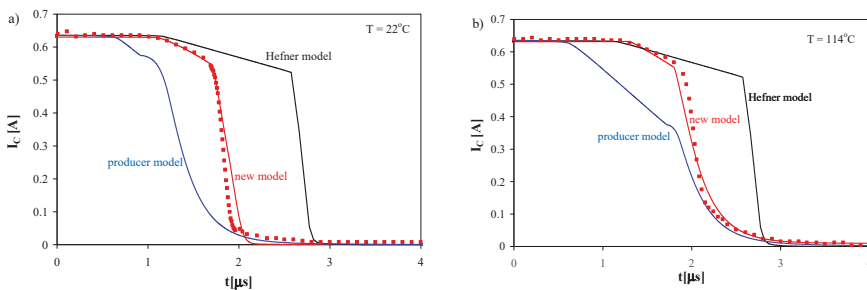 a)
T = 22°C
Hefner model
producer model
new model
I_C [A]
0.7
0.6
0.5
0.4
0.3
0.2
0.1
0
0 1 2 3 4
t[µs]
b)
T = 114°C
Hefner model
new model
producer model
I_C [A]
0.7
0.6
0.5
0.4
0.3
0.2
0.1
0
0 1 2 3
t[µs]